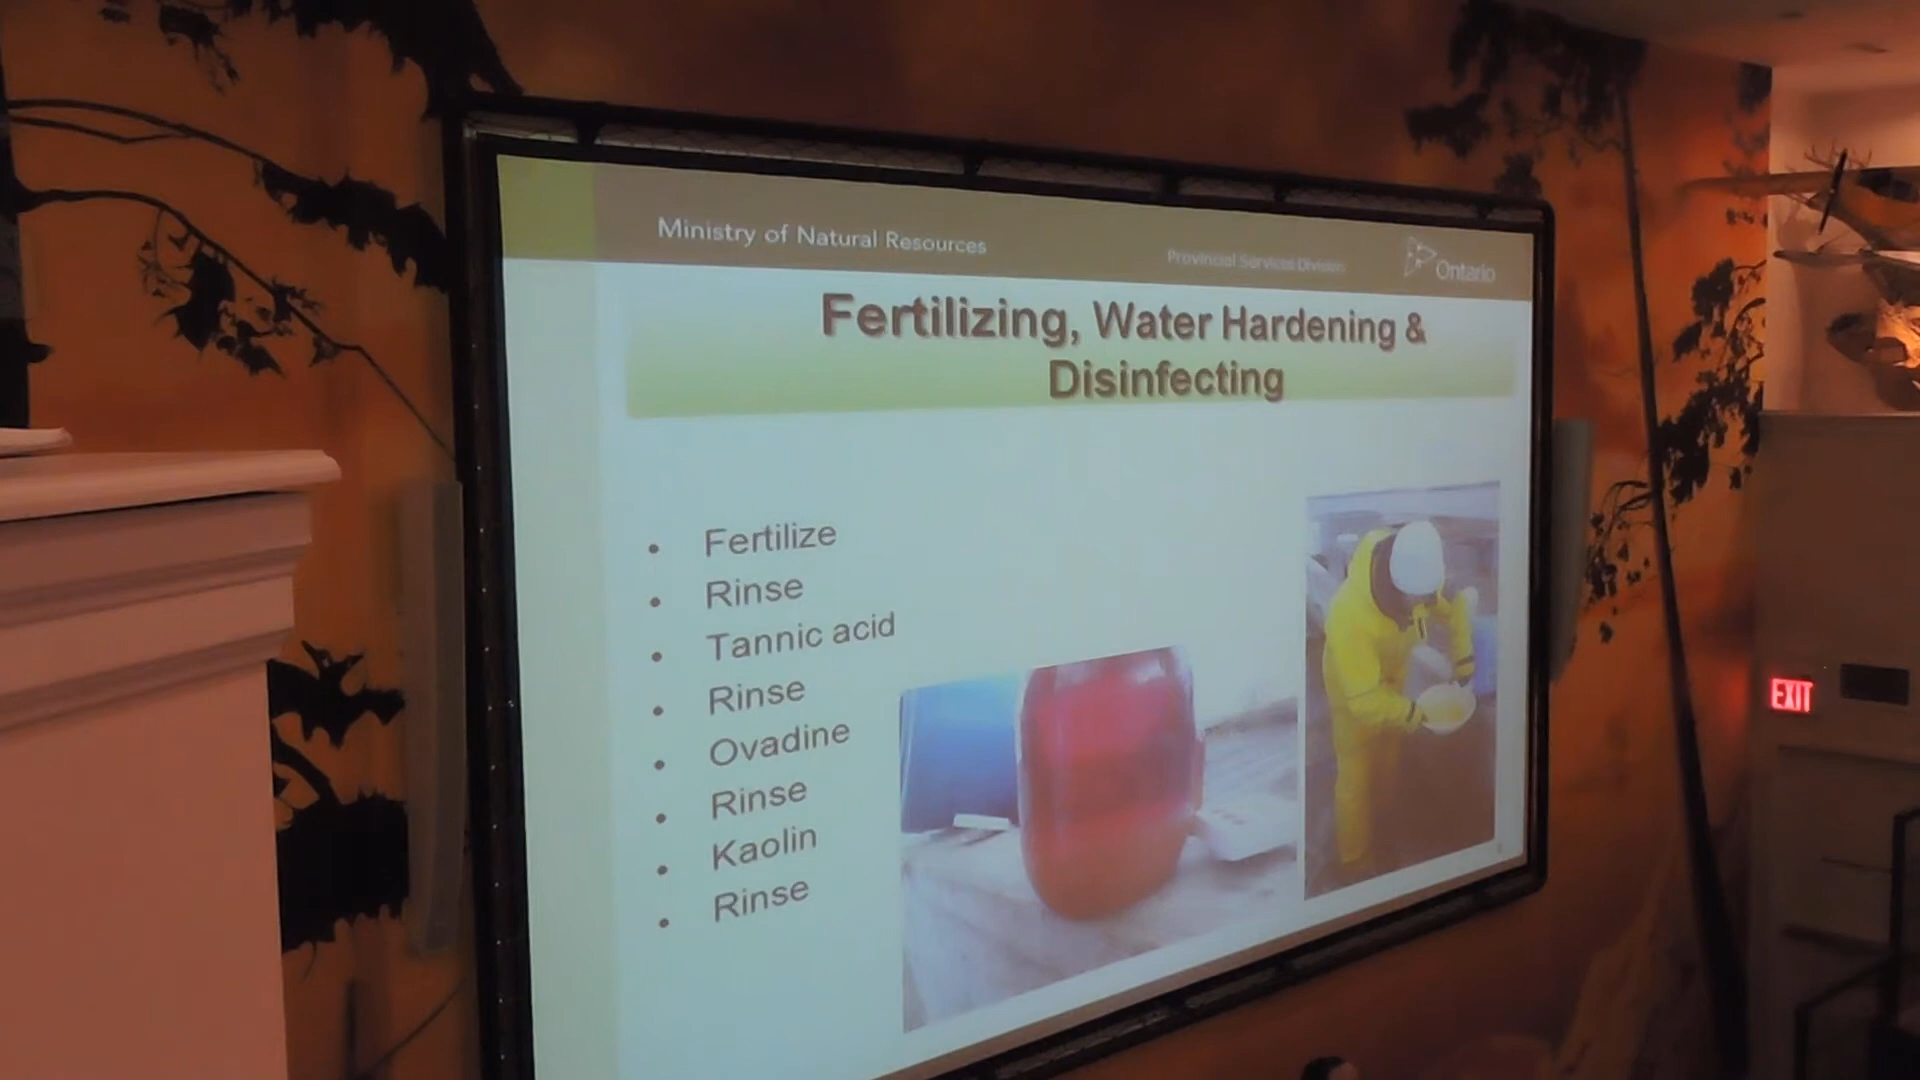 Ministry of Natural Resources
Provincial Services Division
Ontario
Fertilizing, Water Hardening &
Disinfecting
• Fertilize
• Rinse
• Tannic acid
• Rinse
• Ovadine
• Rinse
• Kaolin
• Rinse
EXIT